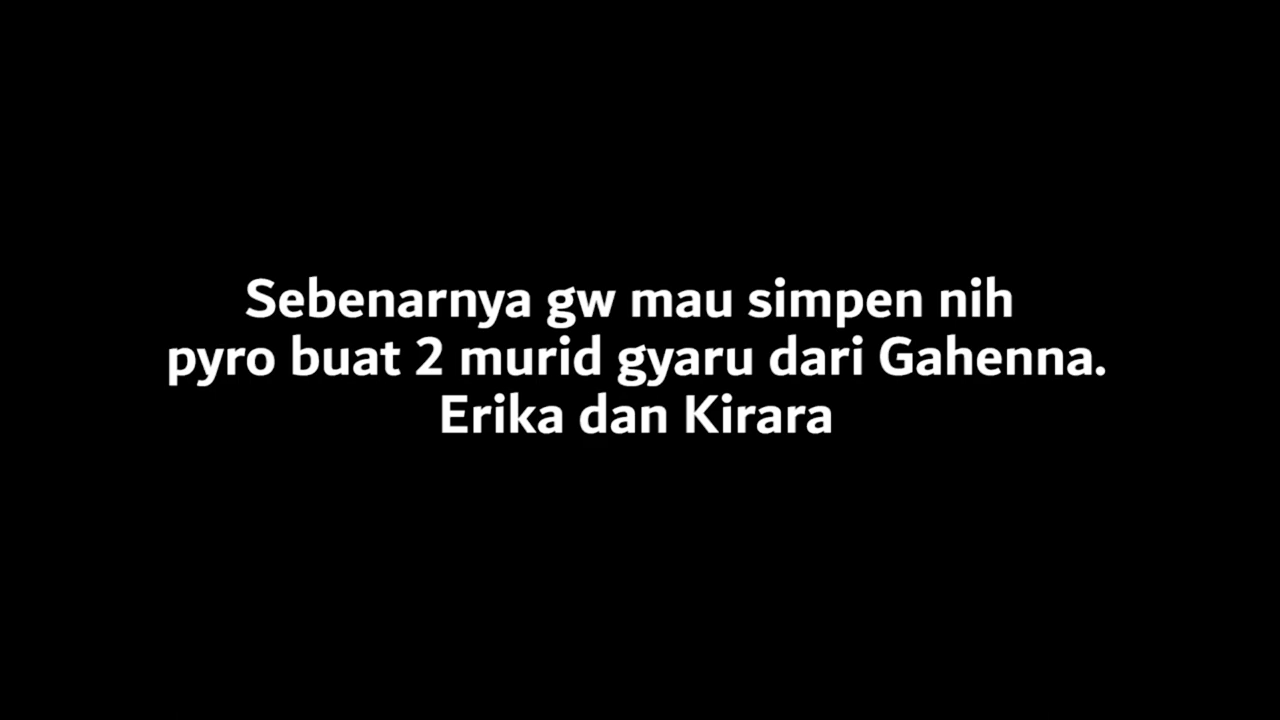 Sebenarnya gw mau simpen nih
pyro buat 2 murid gyaru dari Gahenna.
Erika dan Kirara